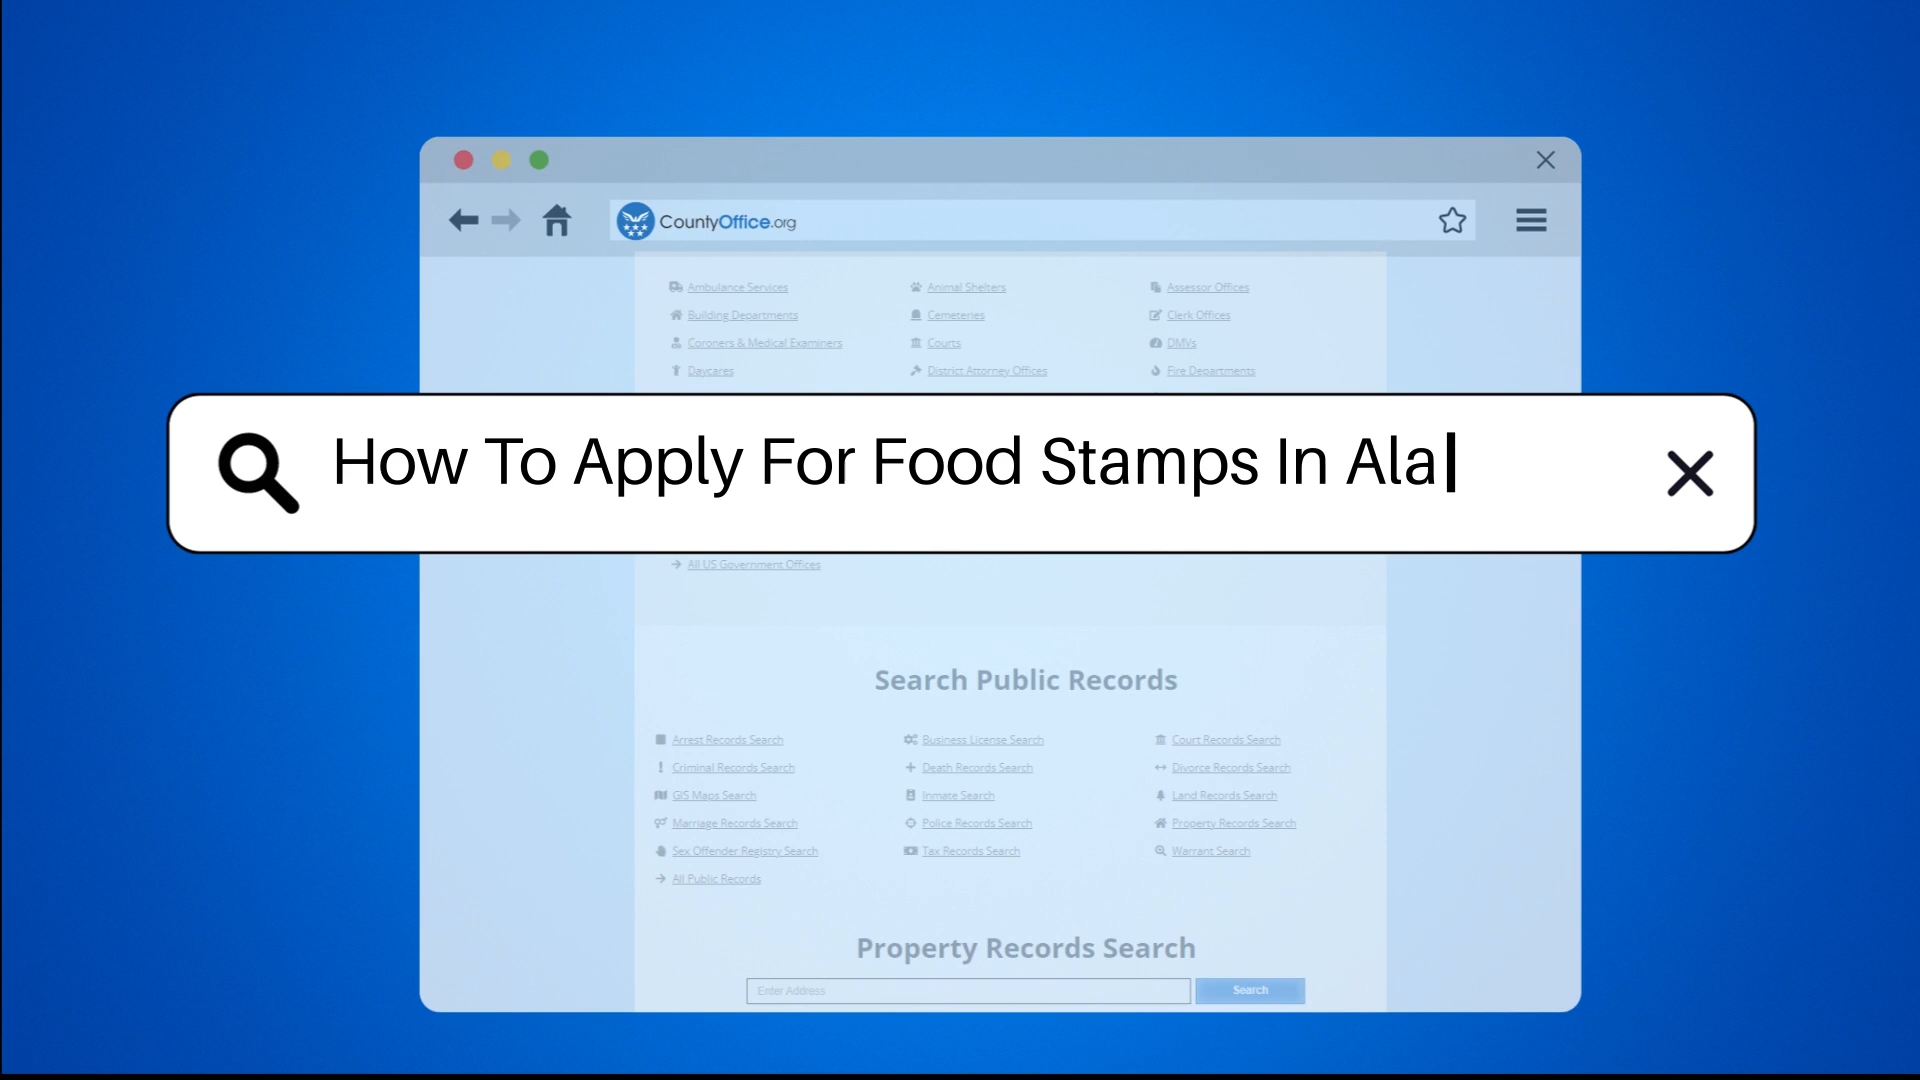 CountyOffice.org
Ambulance Services Animal Shelters Assessor Offices
Building Departments Cemeteries Clerk Offices
Coroners & Medical Examiners Courts DMVs
Daycares District Attorney Offices Fire Departments
How To Apply For Food Stamps In Ala
All US Government Offices
Search Public Records
Arrest Records Search Business License Search Court Records Search
Criminal Records Search Death Records Search Divorce Records Search
GIS Maps Search Inmate Search Land Records Search
Marriage Records Search Police Records Search Property Records Search
Sex Offender Registry Search Tax Records Search Warrant Search
All Public Records
Property Records Search
Enter Address Search